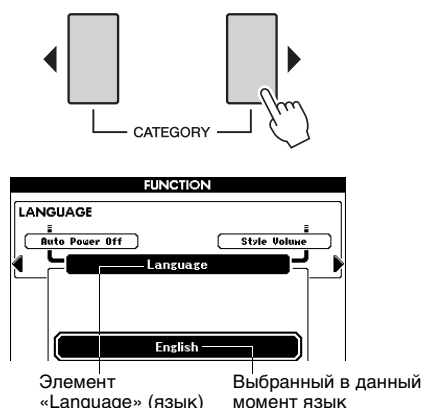 CATEGORY
FUNCTION
LANGUAGE
Auto Power Off
Style Volume
Language
English
Элемент
«Language» (язык)
Выбранный в данный
момент язык